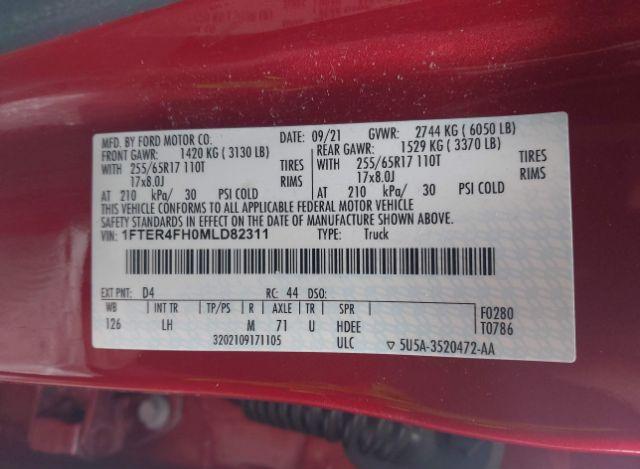 MFD. BY FORD MOTOR CO. DATE: 09/21 GVWR: 2744 KG ( 6050 LB)
FRONT GAWR: 1420 KG ( 3130 LB) REAR GAWR: 1529 KG ( 3370 LB)
WITH 255/65R17 110T TIRES WITH 255/65R17 110T TIRES
17x8.0J RIMS 17x8.0J RIMS
AT 210 kPa/ 30 PSI COLD AT 210 kPa/ 30 PSI COLD
THIS VEHICLE CONFORMS TO ALL APPLICABLE FEDERAL MOTOR VEHICLE
SAFETY STANDARDS IN EFFECT ON THE DATE OF MANUFACTURE SHOWN ABOVE.
VIN: 1FTER4FH0MLD82311 TYPE: Truck
EXT PNT: D4 RC: 44 DSO:
WB INT TR TP/PS R AXLE TR SPR F0280
126 LH M 71 U HDEE T0786
3202109171105 ULC ▽ 5U5A-3520472-AA